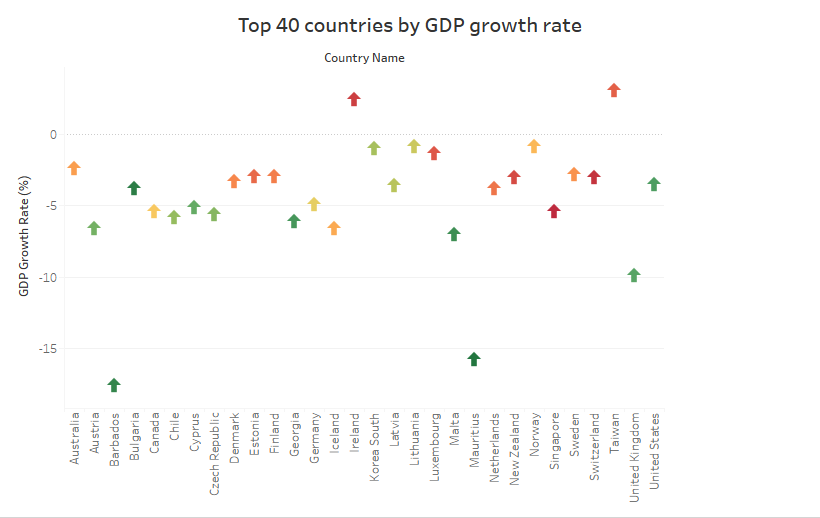 Top 40 countries by GDP growth rate
Country Name
GDP Growth Rate (%)
0
-5
-10
-15
Australia
Austria
Barbados
Bulgaria
Canada
Chile
Cyprus
Czech Republic
Denmark
Estonia
Finland
Georgia
Germany
Iceland
Ireland
Korea South
Latvia
Lithuania
Luxembourg
Malta
Mauritius
Netherlands
New Zealand
Norway
Singapore
Sweden
Switzerland
Taiwan
United Kingdom
United States